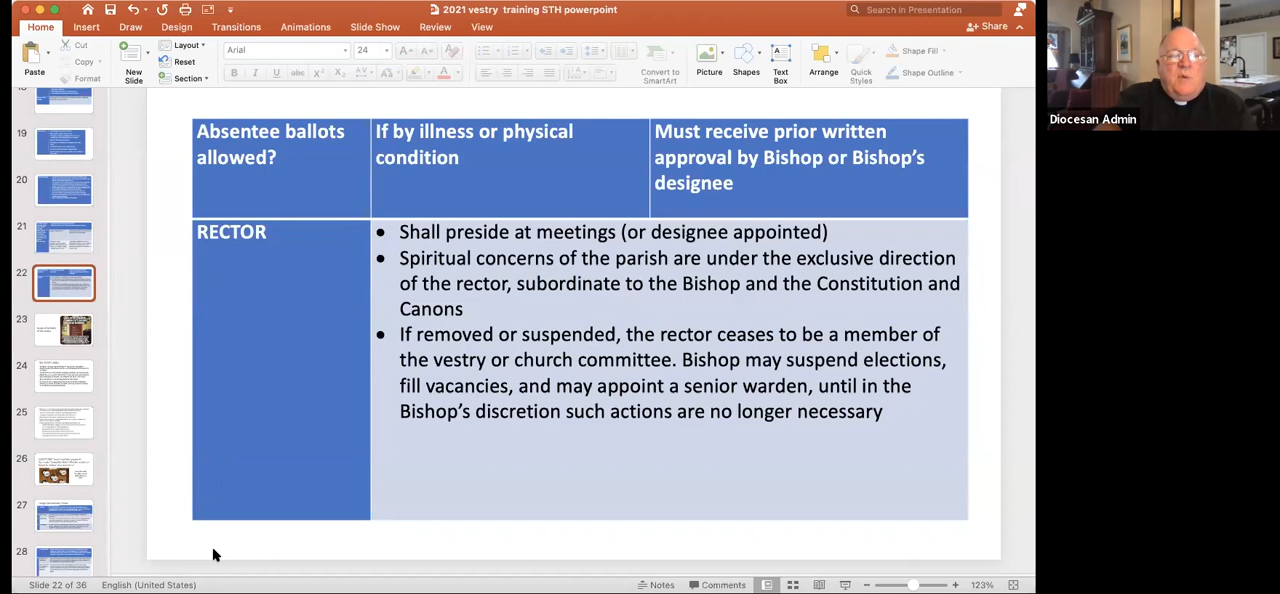 2021 vestry training STH powerpoint
Search in Presentation
Home Insert Draw Design Transitions Animations Slide Show Review View
Share
Paste
Cut
Copy
Format
New
Slide
Layout
Reset
Section
Arial
24
Convert to
SmartArt
Picture
Shapes
Text
Box
Arrange
Quick
Styles
Shape Fill
Shape Outline
19
20
21
22
23
24
25
26
27
28
Absentee ballots
allowed?
If by illness or physical
condition
Must receive prior written
approval by Bishop or Bishop's
designee
RECTOR
• Shall preside at meetings (or designee appointed)
• Spiritual concerns of the parish are under the exclusive direction
of the rector, subordinate to the Bishop and the Constitution and
Canons
• If removed or suspended, the rector ceases to be a member of
the vestry or church committee. Bishop may suspend elections,
fill vacancies, and may appoint a senior warden, until in the
Bishop's discretion such actions are no longer necessary
Slide 22 of 36 English (United States)
Notes Comments 123%
Diocesan Admin